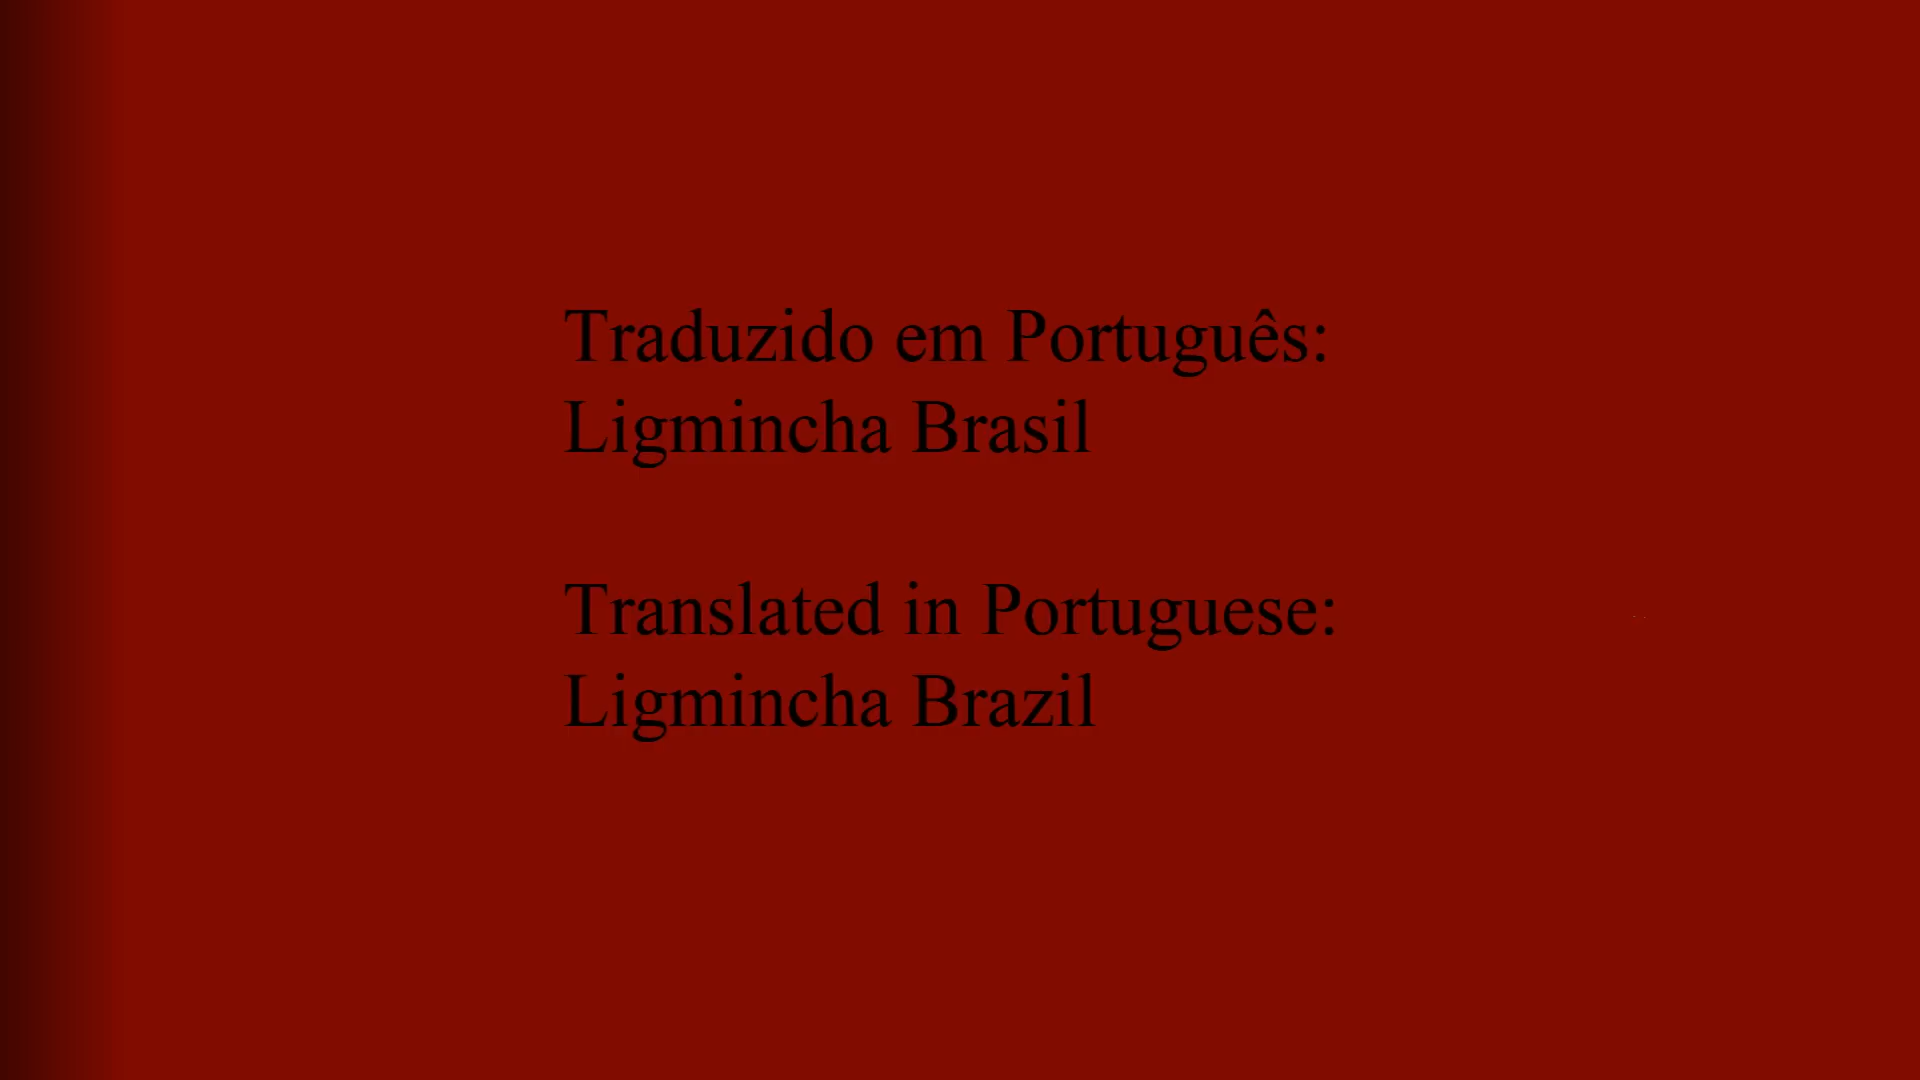 Traduzido em Português:
Ligmincha Brasil
Translated in Portuguese:
Ligmincha Brazil